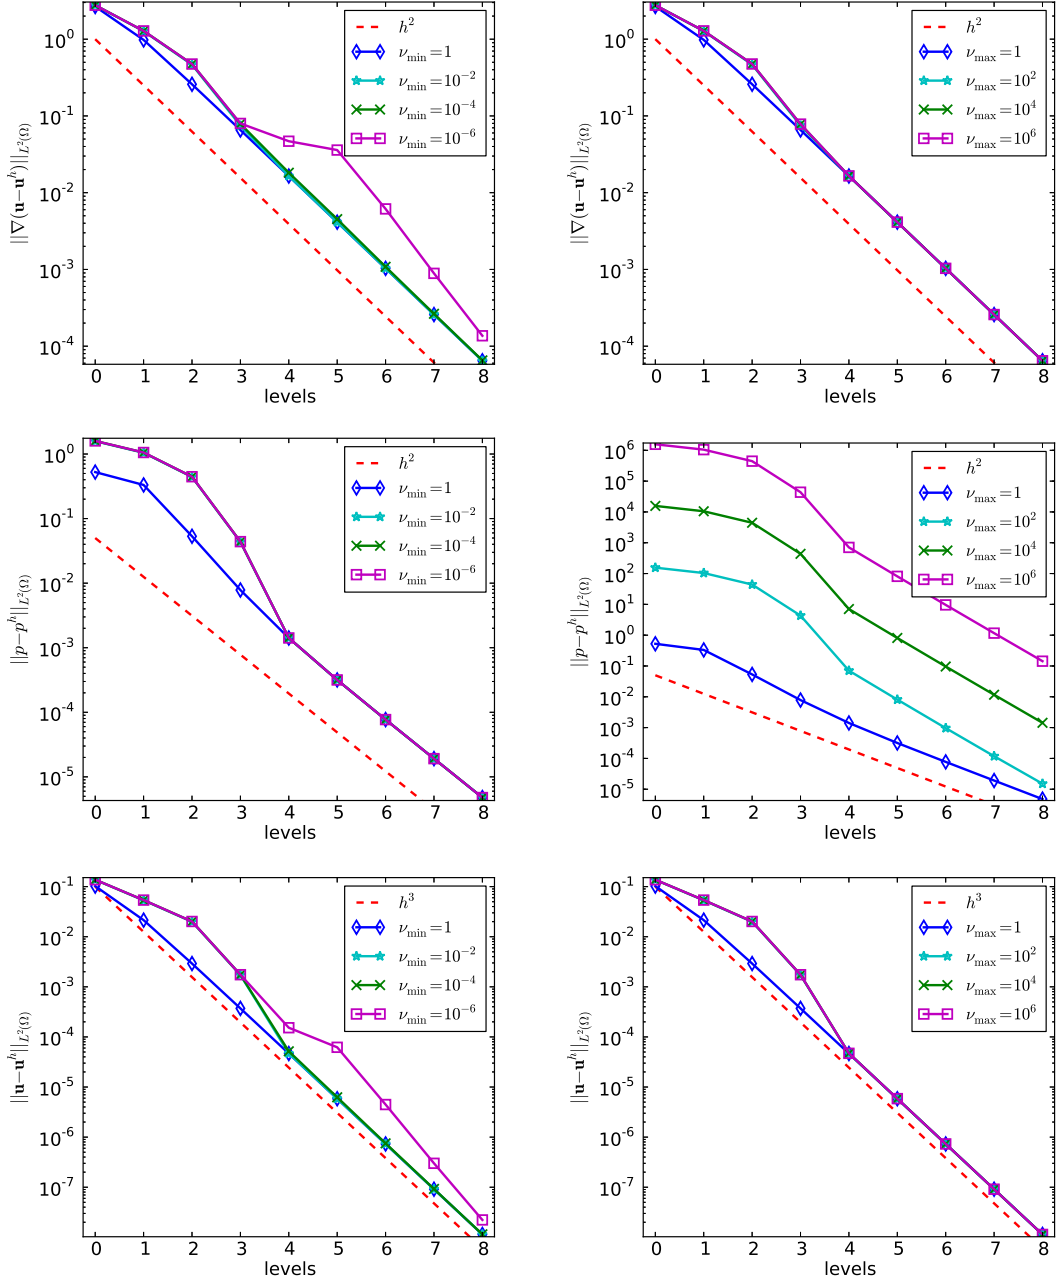 10⁰
10⁻¹
10⁻²
10⁻³
10⁻⁴
||∇(u−uʰ)||_{L²(Ω)}
h²
ν_min=1
ν_min=10⁻²
ν_min=10⁻⁴
ν_min=10⁻⁶
0 1 2 3 4 5 6 7 8
levels
10⁰
10⁻¹
10⁻²
10⁻³
10⁻⁴
||∇(u−uʰ)||_{L²(Ω)}
h²
ν_max=1
ν_max=10²
ν_max=10⁴
ν_max=10⁶
0 1 2 3 4 5 6 7 8
levels
10⁰
10⁻¹
10⁻²
10⁻³
10⁻⁴
10⁻⁵
||p−pʰ||_{L²(Ω)}
h²
ν_min=1
ν_min=10⁻²
ν_min=10⁻⁴
ν_min=10⁻⁶
0 1 2 3 4 5 6 7 8
levels
10⁶
10⁵
10⁴
10³
10²
10¹
10⁰
10⁻¹
10⁻²
10⁻³
10⁻⁴
10⁻⁵
||p−pʰ||_{L²(Ω)}
h²
ν_max=1
ν_max=10²
ν_max=10⁴
ν_max=10⁶
0 1 2 3 4 5 6 7 8
levels
10⁻¹
10⁻²
10⁻³
10⁻⁴
10⁻⁵
10⁻⁶
10⁻⁷
||u−uʰ||_{L²(Ω)}
h³
ν_min=1
ν_min=10⁻²
ν_min=10⁻⁴
ν_min=10⁻⁶
0 1 2 3 4 5 6 7 8
levels
10⁻¹
10⁻²
10⁻³
10⁻⁴
10⁻⁵
10⁻⁶
10⁻⁷
||u−uʰ||_{L²(Ω)}
h³
ν_max=1
ν_max=10²
ν_max=10⁴
ν_max=10⁶
0 1 2 3 4 5 6 7 8
levels